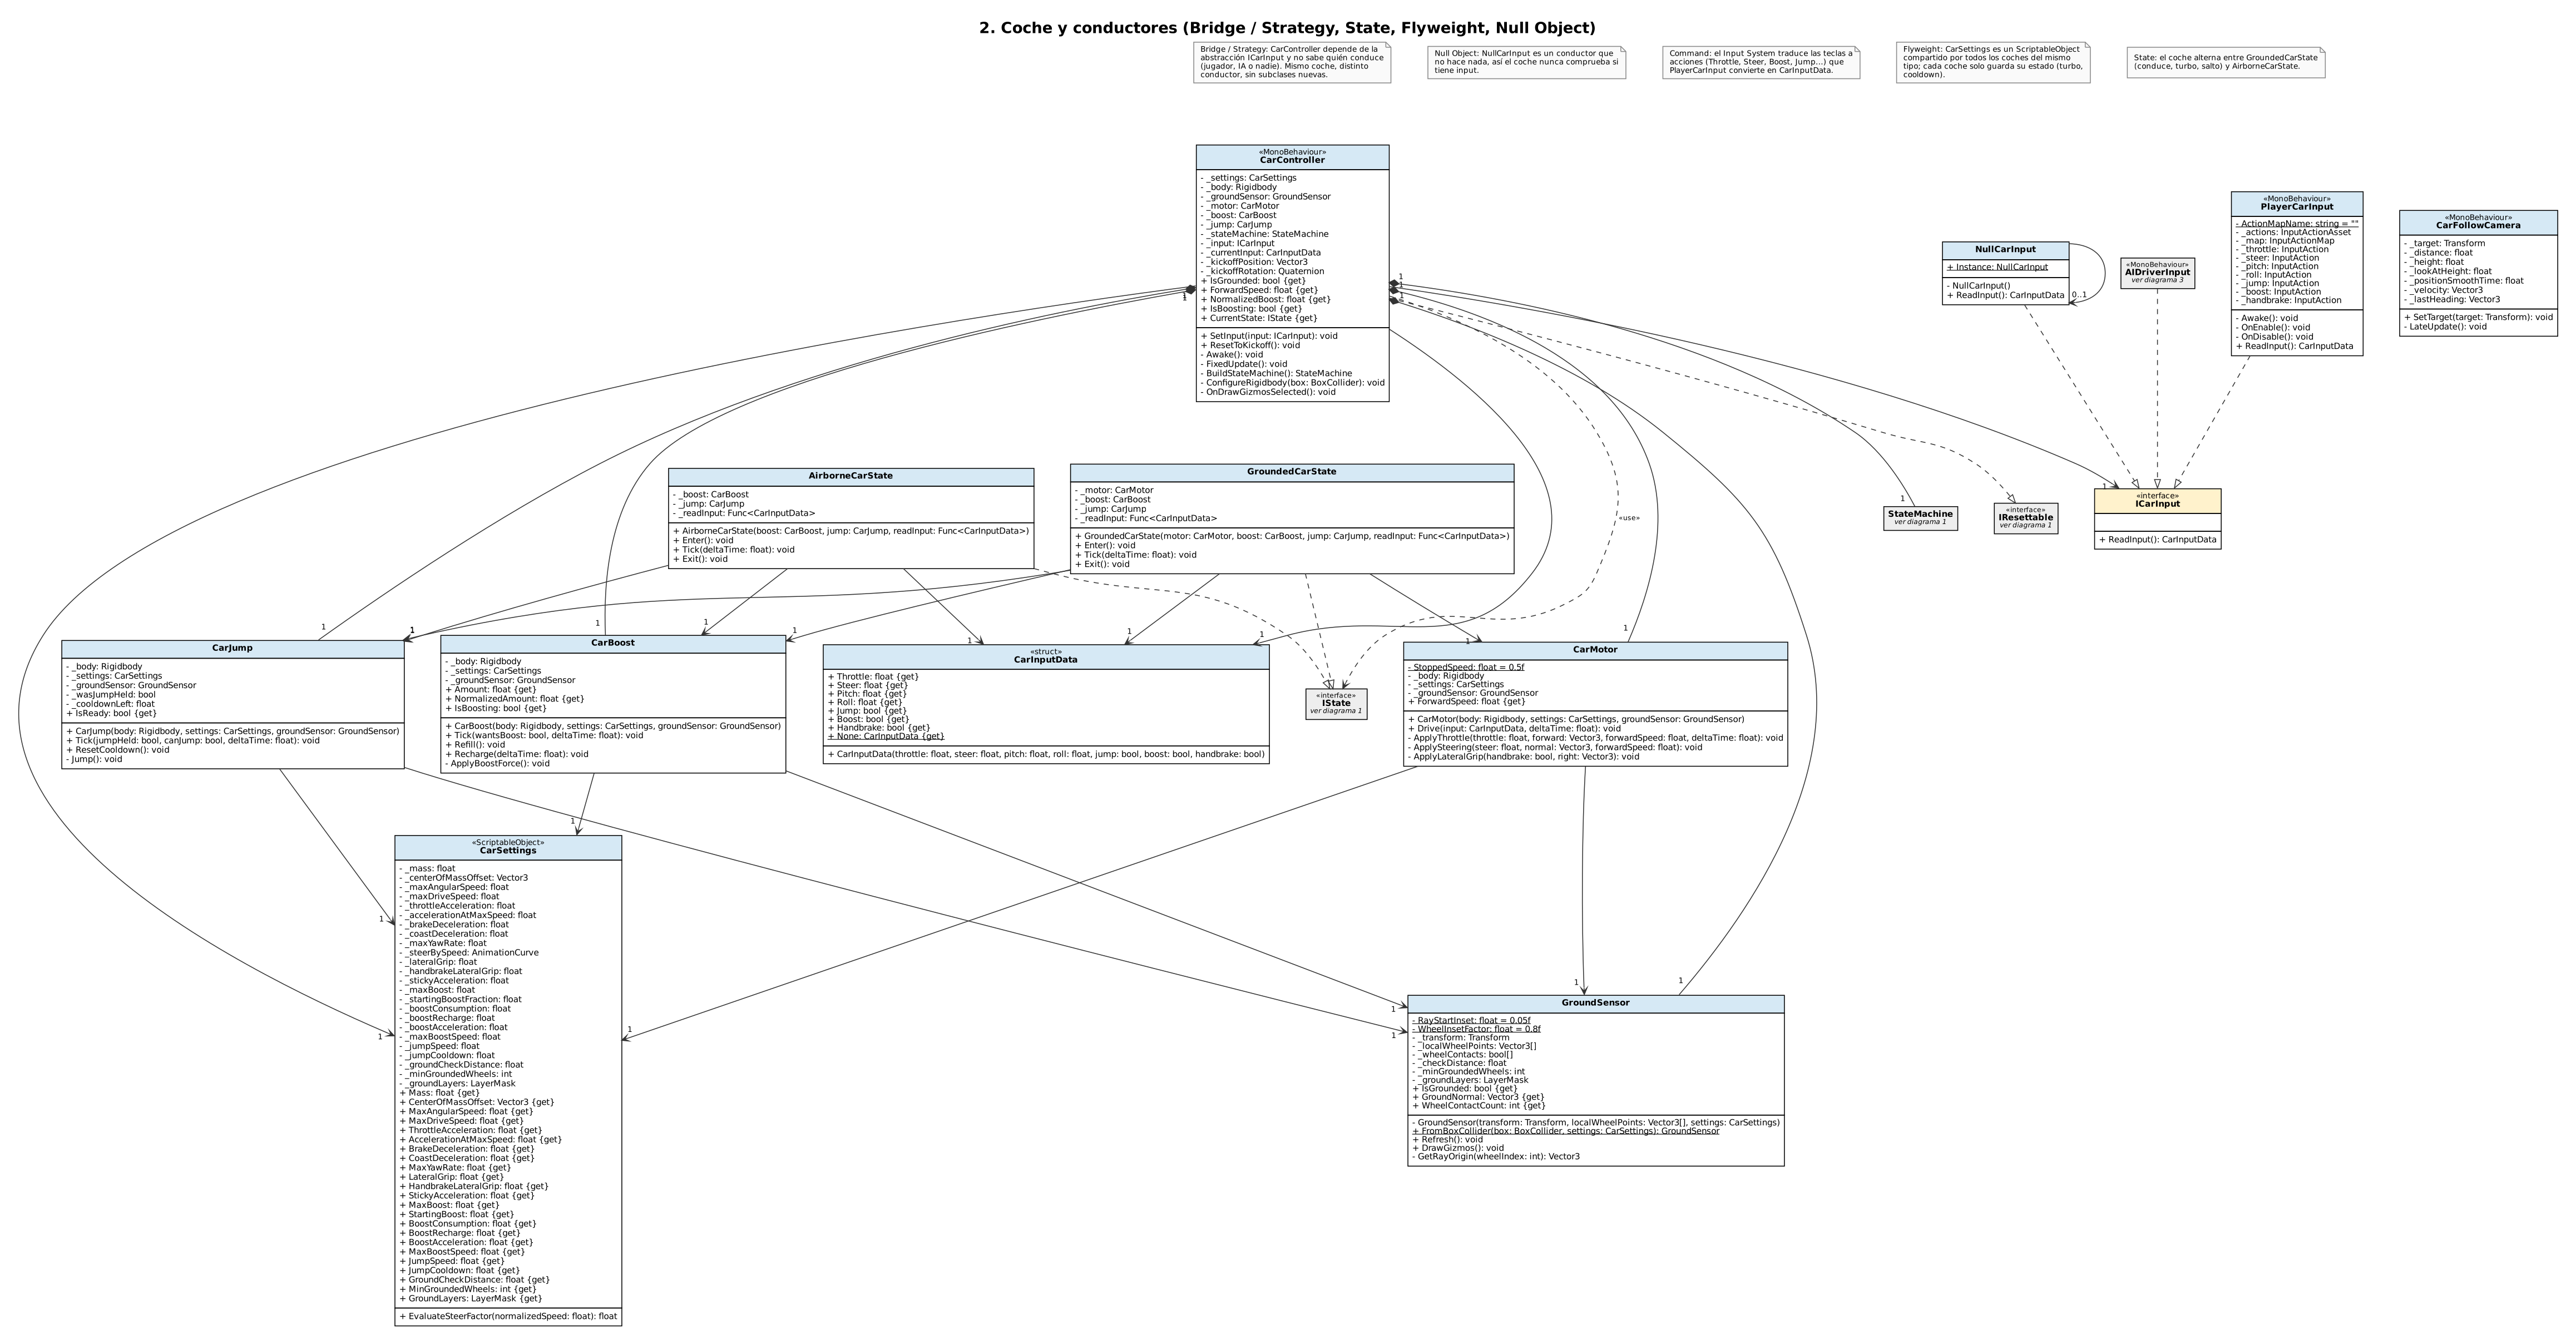 2. Coche y conductores (Bridge / Strategy, State, Flyweight, Null Object)
Bridge / Strategy: CarController depende de la
abstracción ICarInput y no sabe quién conduce
(jugador, IA o nadie). Mismo coche, distinto
conductor, sin subclases nuevas.
Null Object: NullCarInput es un conductor que
no hace nada, así el coche nunca comprueba si
tiene input.
Command: el Input System traduce las teclas a
acciones (Throttle, Steer, Boost, Jump...) que
PlayerCarInput convierte en CarInputData.
Flyweight: CarSettings es un ScriptableObject
compartido por todos los coches del mismo
tipo; cada coche solo guarda su estado (turbo,
cooldown).
State: el coche alterna entre GroundedCarState
(conduce, turbo, salto) y AirborneCarState.
«MonoBehaviour»
CarController
- _settings: CarSettings
- _body: Rigidbody
- _groundSensor: GroundSensor
- _motor: CarMotor
- _boost: CarBoost
- _jump: CarJump
- _stateMachine: StateMachine
- _input: ICarInput
- _currentInput: CarInputData
- _kickoffPosition: Vector3
- _kickoffRotation: Quaternion
+ IsGrounded: bool {get}
+ ForwardSpeed: float {get}
+ NormalizedBoost: float {get}
+ IsBoosting: bool {get}
+ CurrentState: IState {get}
+ SetInput(input: ICarInput): void
+ ResetToKickoff(): void
- Awake(): void
- FixedUpdate(): void
- BuildStateMachine(): StateMachine
- ConfigureRigidbody(box: BoxCollider): void
- OnDrawGizmosSelected(): void
NullCarInput
+ Instance: NullCarInput
- NullCarInput()
+ ReadInput(): CarInputData
0..1
«MonoBehaviour»
AIDriverInput
ver diagrama 3
«MonoBehaviour»
PlayerCarInput
- ActionMapName: string = ""
- _actions: InputActionAsset
- _map: InputActionMap
- _throttle: InputAction
- _steer: InputAction
- _pitch: InputAction
- _roll: InputAction
- _jump: InputAction
- _boost: InputAction
- _handbrake: InputAction
- Awake(): void
- OnEnable(): void
- OnDisable(): void
+ ReadInput(): CarInputData
«MonoBehaviour»
CarFollowCamera
- _target: Transform
- _distance: float
- _height: float
- _lookAtHeight: float
- _positionSmoothTime: float
- _velocity: Vector3
- _lastHeading: Vector3
+ SetTarget(target: Transform): void
- LateUpdate(): void
1
1
1
1
AirborneCarState
- _boost: CarBoost
- _jump: CarJump
- _readInput: Func<CarInputData>
+ AirborneCarState(boost: CarBoost, jump: CarJump, readInput: Func<CarInputData>)
+ Enter(): void
+ Tick(deltaTime: float): void
+ Exit(): void
GroundedCarState
- _motor: CarMotor
- _boost: CarBoost
- _jump: CarJump
- _readInput: Func<CarInputData>
+ GroundedCarState(motor: CarMotor, boost: CarBoost, jump: CarJump, readInput: Func<CarInputData>)
+ Enter(): void
+ Tick(deltaTime: float): void
+ Exit(): void
«use»
1
StateMachine
ver diagrama 1
«interface»
IResettable
ver diagrama 1
1
«interface»
ICarInput
+ ReadInput(): CarInputData
1
1
1
1
1
1
1
1
1
1
CarJump
- _body: Rigidbody
- _settings: CarSettings
- _groundSensor: GroundSensor
- _wasJumpHeld: bool
- _cooldownLeft: float
+ IsReady: bool {get}
+ CarJump(body: Rigidbody, settings: CarSettings, groundSensor: GroundSensor)
+ Tick(jumpHeld: bool, canJump: bool, deltaTime: float): void
+ ResetCooldown(): void
- Jump(): void
CarBoost
- _body: Rigidbody
- _settings: CarSettings
- _groundSensor: GroundSensor
+ Amount: float {get}
+ NormalizedAmount: float {get}
+ IsBoosting: bool {get}
+ CarBoost(body: Rigidbody, settings: CarSettings, groundSensor: GroundSensor)
+ Tick(wantsBoost: bool, deltaTime: float): void
+ Refill(): void
+ Recharge(deltaTime: float): void
- ApplyBoostForce(): void
«struct»
CarInputData
+ Throttle: float {get}
+ Steer: float {get}
+ Pitch: float {get}
+ Roll: float {get}
+ Jump: bool {get}
+ Boost: bool {get}
+ Handbrake: bool {get}
+ None: CarInputData {get}
+ CarInputData(throttle: float, steer: float, pitch: float, roll: float, jump: bool, boost: bool, handbrake: bool)
«interface»
IState
ver diagrama 1
CarMotor
- StoppedSpeed: float = 0.5f
- _body: Rigidbody
- _settings: CarSettings
- _groundSensor: GroundSensor
+ ForwardSpeed: float {get}
+ CarMotor(body: Rigidbody, settings: CarSettings, groundSensor: GroundSensor)
+ Drive(input: CarInputData, deltaTime: float): void
- ApplyThrottle(throttle: float, forward: Vector3, forwardSpeed: float, deltaTime: float): void
- ApplySteering(steer: float, normal: Vector3, forwardSpeed: float): void
- ApplyLateralGrip(handbrake: bool, right: Vector3): void
1
1
1
1
«ScriptableObject»
CarSettings
- _mass: float
- _centerOfMassOffset: Vector3
- _maxAngularSpeed: float
- _maxDriveSpeed: float
- _throttleAcceleration: float
- _accelerationAtMaxSpeed: float
- _brakeDeceleration: float
- _coastDeceleration: float
- _maxYawRate: float
- _steerBySpeed: AnimationCurve
- _lateralGrip: float
- _handbrakeLateralGrip: float
- _stickyAcceleration: float
- _maxBoost: float
- _startingBoostFraction: float
- _boostConsumption: float
- _boostRecharge: float
- _boostAcceleration: float
- _maxBoostSpeed: float
- _jumpSpeed: float
- _jumpCooldown: float
- _groundCheckDistance: float
- _minGroundedWheels: int
- _groundLayers: LayerMask
+ Mass: float {get}
+ CenterOfMassOffset: Vector3 {get}
+ MaxAngularSpeed: float {get}
+ MaxDriveSpeed: float {get}
+ ThrottleAcceleration: float {get}
+ AccelerationAtMaxSpeed: float {get}
+ BrakeDeceleration: float {get}
+ CoastDeceleration: float {get}
+ MaxYawRate: float {get}
+ LateralGrip: float {get}
+ HandbrakeLateralGrip: float {get}
+ StickyAcceleration: float {get}
+ MaxBoost: float {get}
+ StartingBoost: float {get}
+ BoostConsumption: float {get}
+ BoostRecharge: float {get}
+ BoostAcceleration: float {get}
+ MaxBoostSpeed: float {get}
+ JumpSpeed: float {get}
+ JumpCooldown: float {get}
+ GroundCheckDistance: float {get}
+ MinGroundedWheels: int {get}
+ GroundLayers: LayerMask {get}
+ EvaluateSteerFactor(normalizedSpeed: float): float
1
1
1
1
GroundSensor
- RayStartInset: float = 0.05f
- WheelInsetFactor: float = 0.8f
- _transform: Transform
- _localWheelPoints: Vector3[]
- _wheelContacts: bool[]
- _checkDistance: float
- _minGroundedWheels: int
- _groundLayers: LayerMask
+ IsGrounded: bool {get}
+ GroundNormal: Vector3 {get}
+ WheelContactCount: int {get}
- GroundSensor(transform: Transform, localWheelPoints: Vector3[], settings: CarSettings)
+ FromBoxCollider(box: BoxCollider, settings: CarSettings): GroundSensor
+ Refresh(): void
+ DrawGizmos(): void
- GetRayOrigin(wheelIndex: int): Vector3